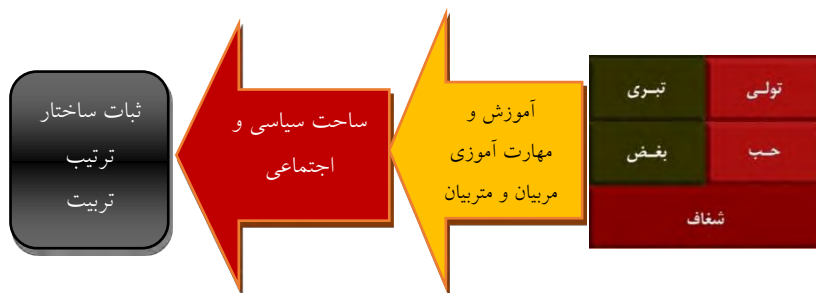 تولی
تبری
حب
بغض
شغاف
آموزش و
مهارت آموزی
مربیان و متربیان
ساحت سیاسی و
اجتماعی
ثبات ساختار
ترتیب
تربیت